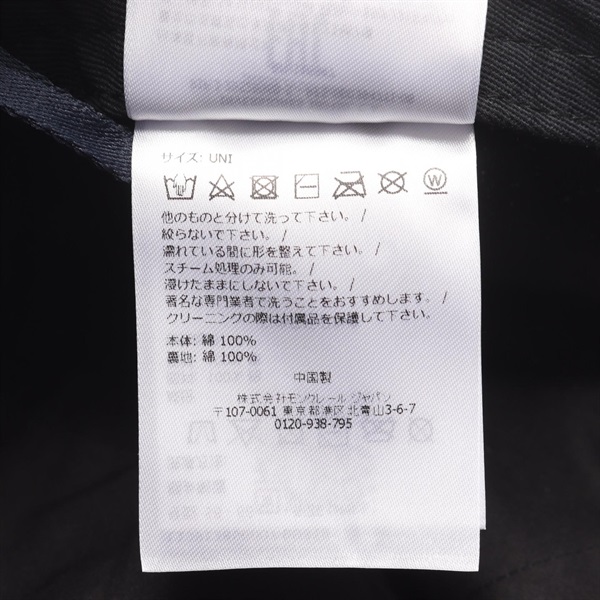 サイズ: UNI
他のものと分けて洗って下さい。/
絞らないで下さい。/
濡れている間に形を整えて下さい。/
スチーム処理のみ可能。/
浸けたままにしないで下さい。/
著名な専門業者で洗うことをおすすめします。/
クリーニングの際は付属品を保護して下さい。/
本体: 綿 100%
裏地: 綿 100%
中国製
株式会社モンクレール ジャパン
〒107-0061 東京都港区北青山3-6-7
0120-938-795